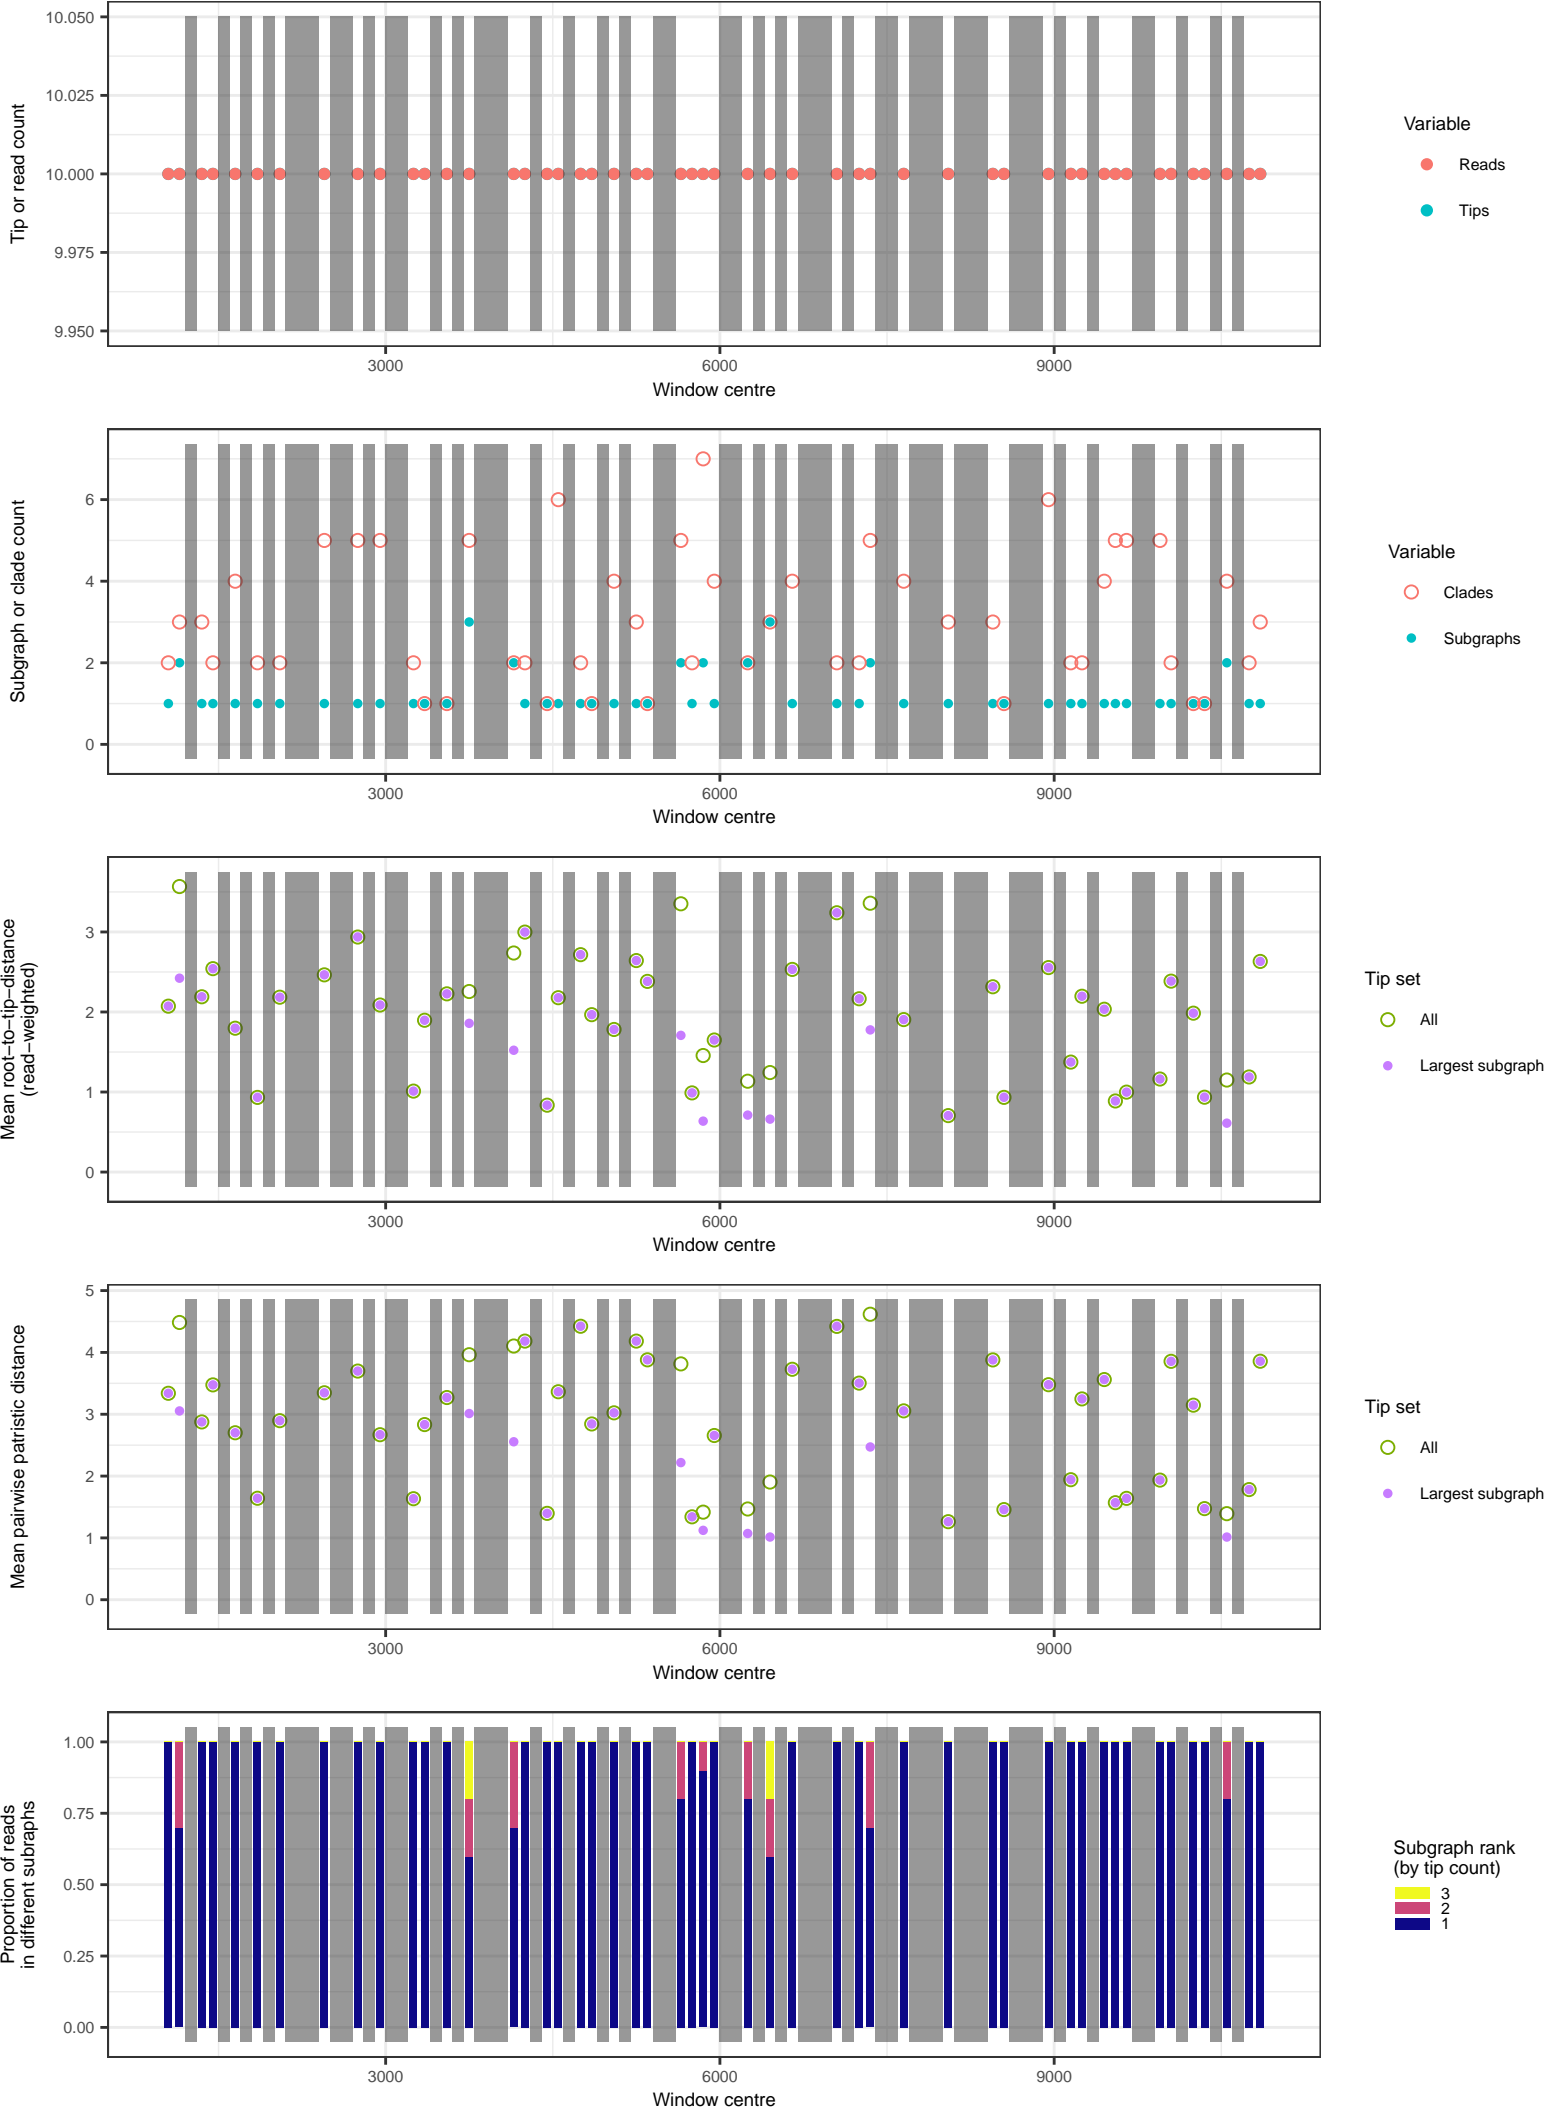 10.050
10.025
10.000
9.975
9.950
Tip or read count
3000
6000
9000
Window centre
Variable
Reads
Tips
6
4
2
0
Subgraph or clade count
3000
6000
9000
Window centre
Variable
Clades
Subgraphs
3
2
1
0
Mean root−to−tip−distance
(read−weighted)
3000
6000
9000
Window centre
Tip set
All
Largest subgraph
5
4
3
2
1
0
Mean pairwise patristic distance
3000
6000
9000
Window centre
Tip set
All
Largest subgraph
1.00
0.75
0.50
0.25
0.00
Proportion of reads
in different subraphs
3000
6000
9000
Window centre
Subgraph rank
(by tip count)
3
2
1